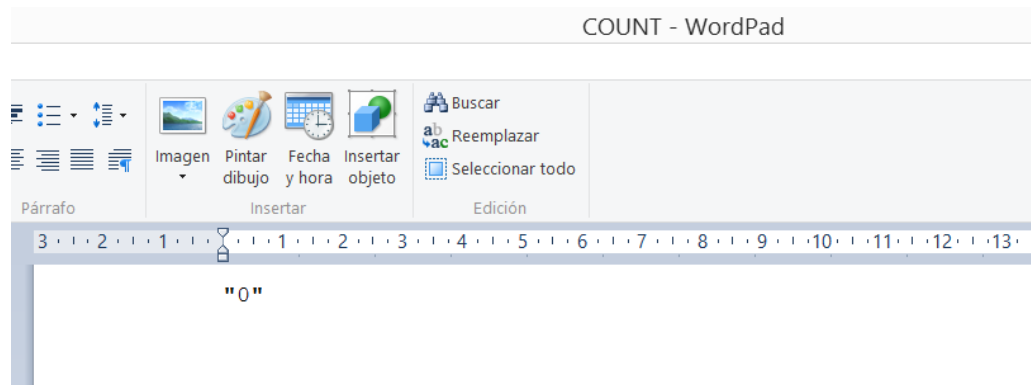 COUNT - WordPad
Buscar
Reemplazar
Seleccionar todo
Imagen
Pintar dibujo
Fecha y hora
Insertar objeto
Párrafo
Insertar
Edición
3 2 1 1 2 3 4 5 6 7 8 9 10 11 12 13
"0"